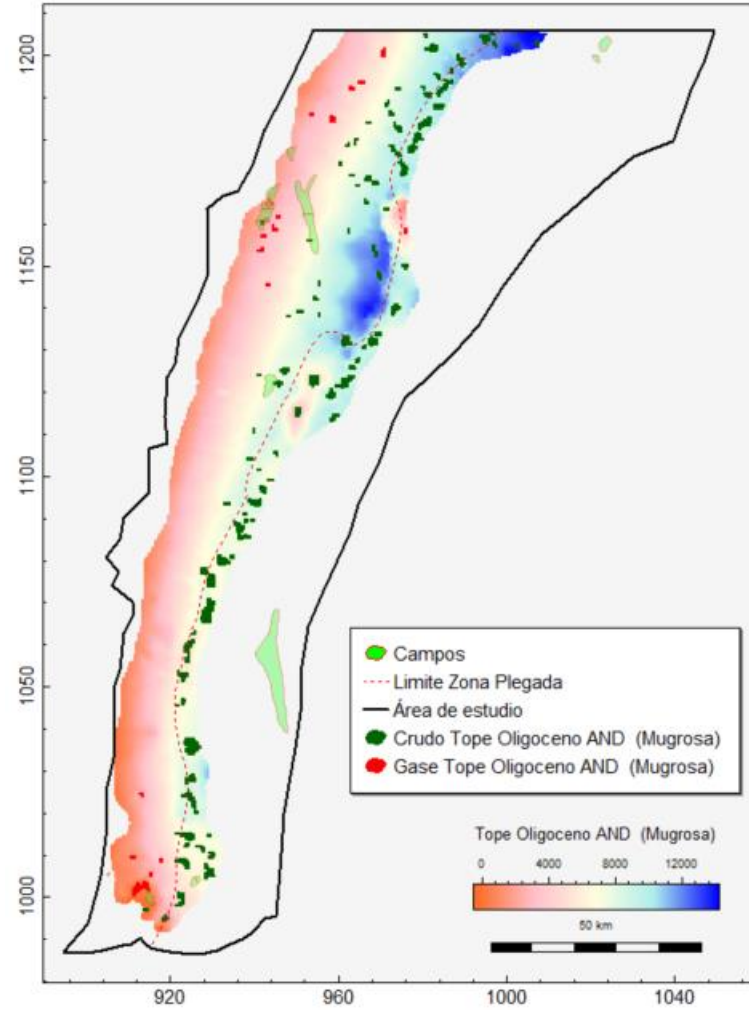 1200
1150
1100
1050
1000
920
960
1000
1040
Campos
Limite Zona Plegada
Área de estudio
Crudo Tope Oligoceno AND (Mugrosa)
Gase Tope Oligoceno AND (Mugrosa)
Tope Oligoceno AND (Mugrosa)
0 4000 8000 12000
50 km